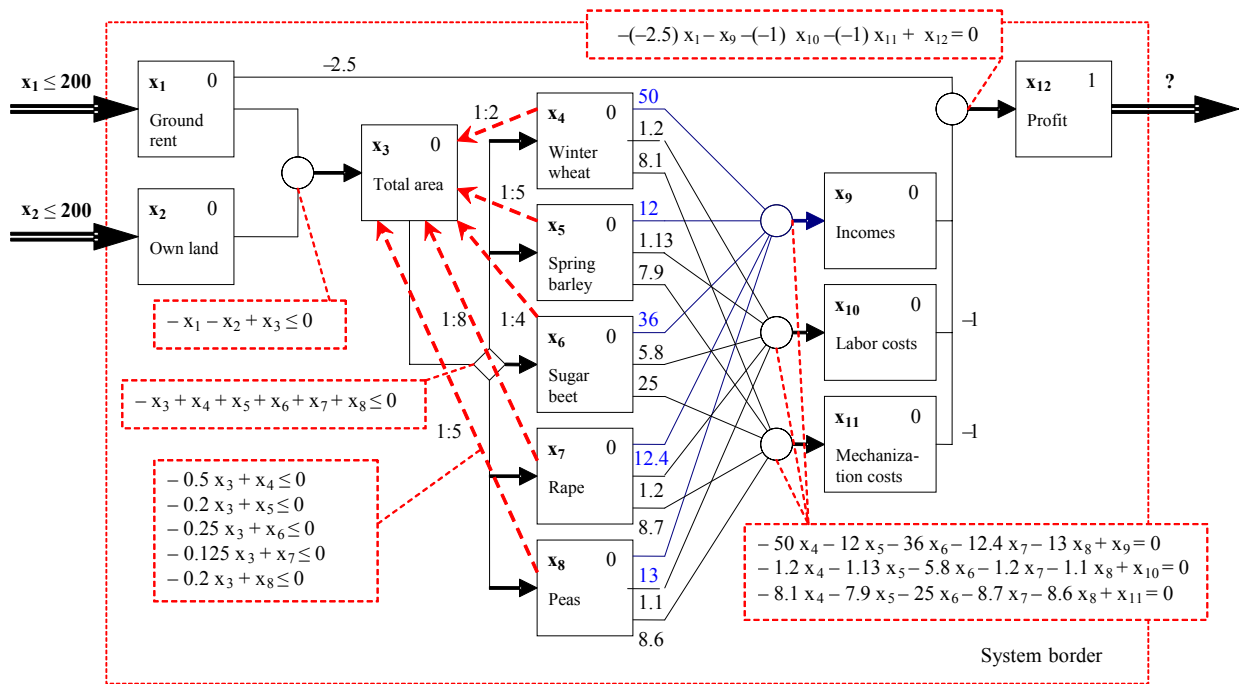 –(–2.5) x₁ – x₉ –(–1) x₁₀ –(–1) x₁₁ + x₁₂ = 0
x₁ ≤ 200
x₁ 0
Ground
rent
–2.5
x₁₂ 1
Profit
?
x₂ ≤ 200
x₂ 0
Own land
x₃ 0
Total area
1:2
1:5
1:8
1:4
1:5
x₄ 0
Winter
wheat
50
1.2
8.1
x₅ 0
Spring
barley
12
1.13
7.9
x₆ 0
Sugar
beet
36
5.8
25
x₇ 0
Rape
12.4
1.2
8.7
x₈ 0
Peas
13
1.1
8.6
x₉ 0
Incomes
x₁₀ 0
Labor costs
–1
x₁₁ 0
Mechaniza-
tion costs
–1
– x₁ – x₂ + x₃ ≤ 0
– x₃ + x₄ + x₅ + x₆ + x₇ + x₈ ≤ 0
– 0.5 x₃ + x₄ ≤ 0
– 0.2 x₃ + x₅ ≤ 0
– 0.25 x₃ + x₆ ≤ 0
– 0.125 x₃ + x₇ ≤ 0
– 0.2 x₃ + x₈ ≤ 0
– 50 x₄ – 12 x₅ – 36 x₆ – 12.4 x₇ – 13 x₈ + x₉ = 0
– 1.2 x₄ – 1.13 x₅ – 5.8 x₆ – 1.2 x₇ – 1.1 x₈ + x₁₀ = 0
– 8.1 x₄ – 7.9 x₅ – 25 x₆ – 8.7 x₇ – 8.6 x₈ + x₁₁ = 0
System border